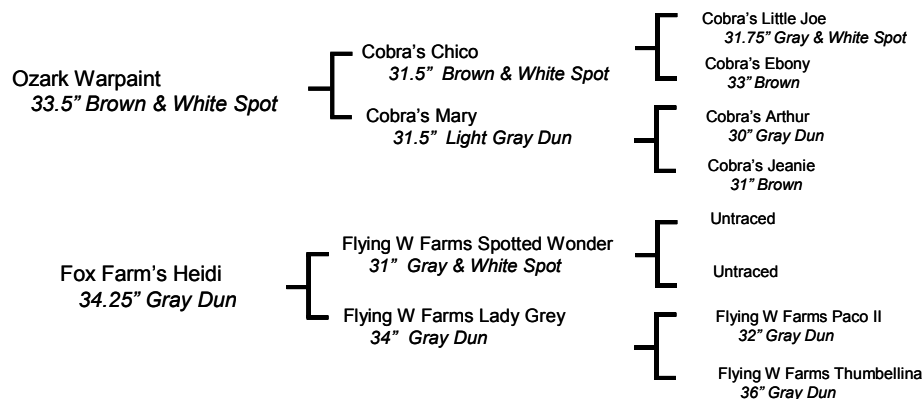 Cobra's Little Joe
31.75" Gray & White Spot
Cobra's Chico
31.5" Brown & White Spot
Cobra's Ebony
33" Brown
Ozark Warpaint
33.5" Brown & White Spot
Cobra's Mary
31.5" Light Gray Dun
Cobra's Arthur
30" Gray Dun
Cobra's Jeanie
31" Brown
Untraced
Flying W Farms Spotted Wonder
31" Gray & White Spot
Untraced
Fox Farm's Heidi
34.25" Gray Dun
Flying W Farms Lady Grey
34" Gray Dun
Flying W Farms Paco II
32" Gray Dun
Flying W Farms Thumbellina
36" Gray Dun